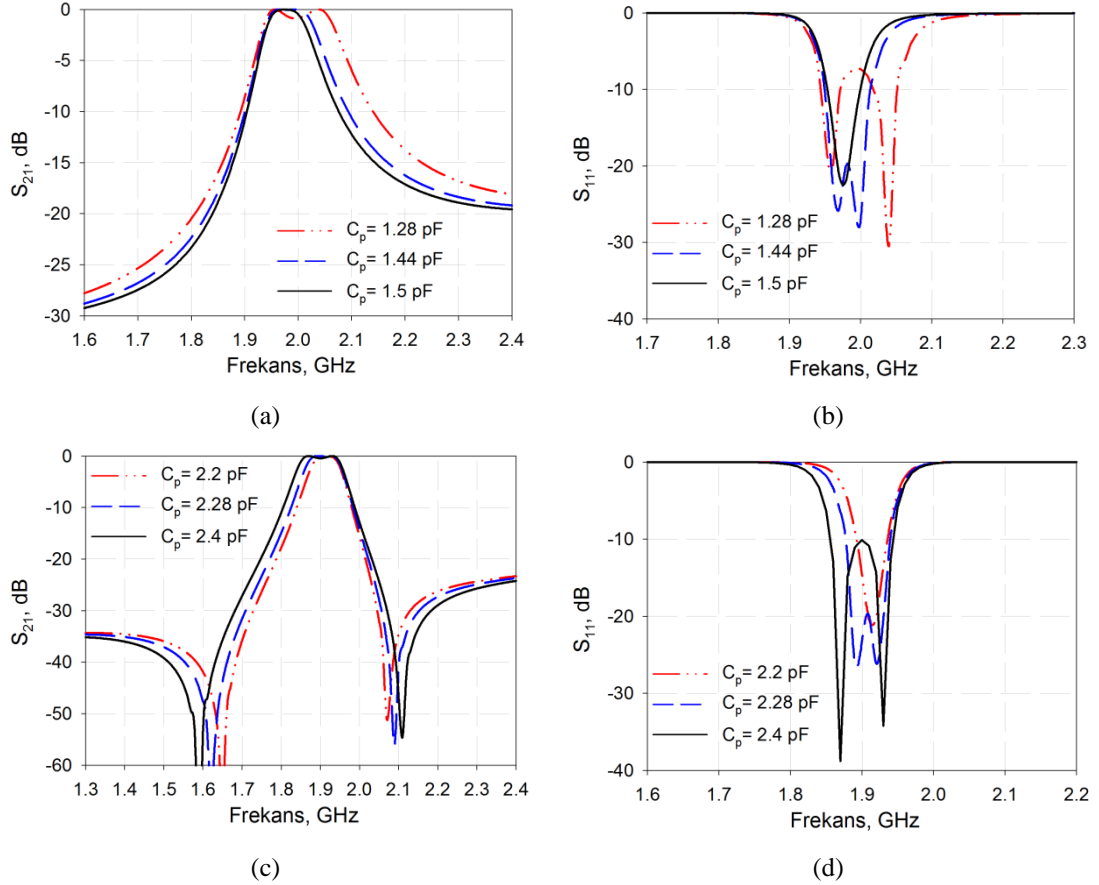 0
-5
-10
-15
-20
-25
-30
S21, dB
Cp= 1.28 pF
Cp= 1.44 pF
Cp= 1.5 pF
1.6 1.7 1.8 1.9 2.0 2.1 2.2 2.3 2.4
Frekans, GHz
(a)
0
-10
-20
-30
-40
S11, dB
Cp= 1.28 pF
Cp= 1.44 pF
Cp= 1.5 pF
1.7 1.8 1.9 2.0 2.1 2.2 2.3
Frekans, GHz
(b)
0
-10
-20
-30
-40
-50
-60
S21, dB
Cp= 2.2 pF
Cp= 2.28 pF
Cp= 2.4 pF
1.3 1.4 1.5 1.6 1.7 1.8 1.9 2.0 2.1 2.2 2.3 2.4
Frekans, GHz
(c)
0
-10
-20
-30
-40
S11, dB
Cp= 2.2 pF
Cp= 2.28 pF
Cp= 2.4 pF
1.7 1.8 1.9 2.0 2.1 2.2
Frekans, GHz
(d)